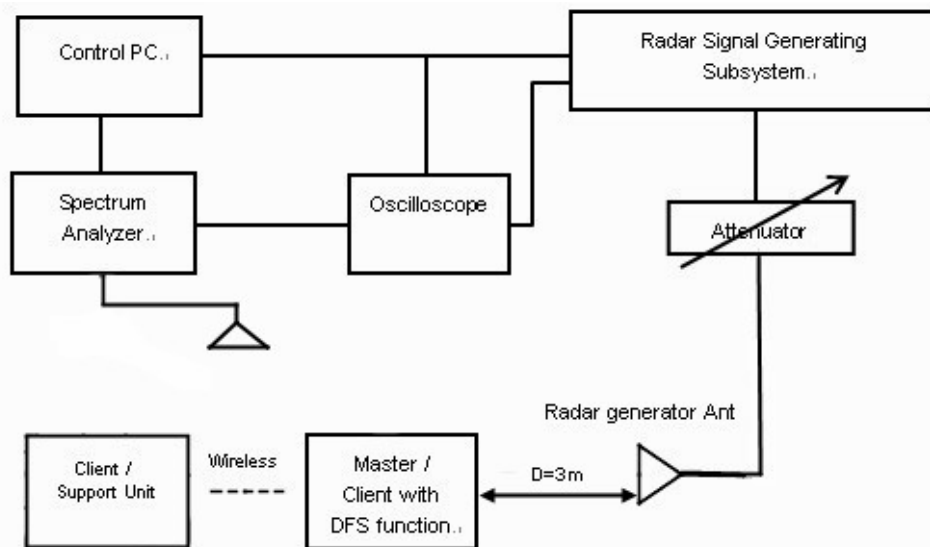 Control PC.
Radar Signal Generating
Subsystem.
Spectrum
Analyzer.
Oscilloscope
Attenuator
Radar generator Ant
Client /
Support Unit
Wireless
Master /
Client with
DFS function.
D=3m